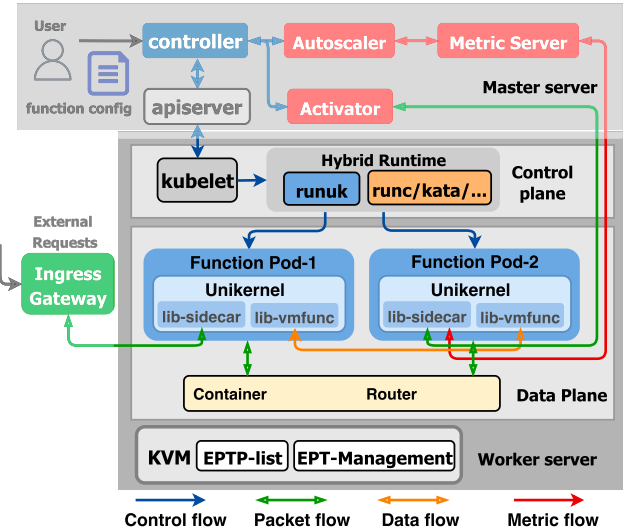 User
controller
Autoscaler
Metric Server
function config
Master server
apiserver
Activator
Hybrid Runtime
kubelet
runuk
runc/kata/...
Control
plane
External
Requests
Ingress
Gateway
Function Pod-1
Unikernel
lib-sidecar
lib-vmfunc
Function Pod-2
Unikernel
lib-sidecar
lib-vmfunc
Container
Router
Data Plane
KVM
EPTP-list
EPT-Management
Worker server
Control flow
Packet flow
Data flow
Metric flow